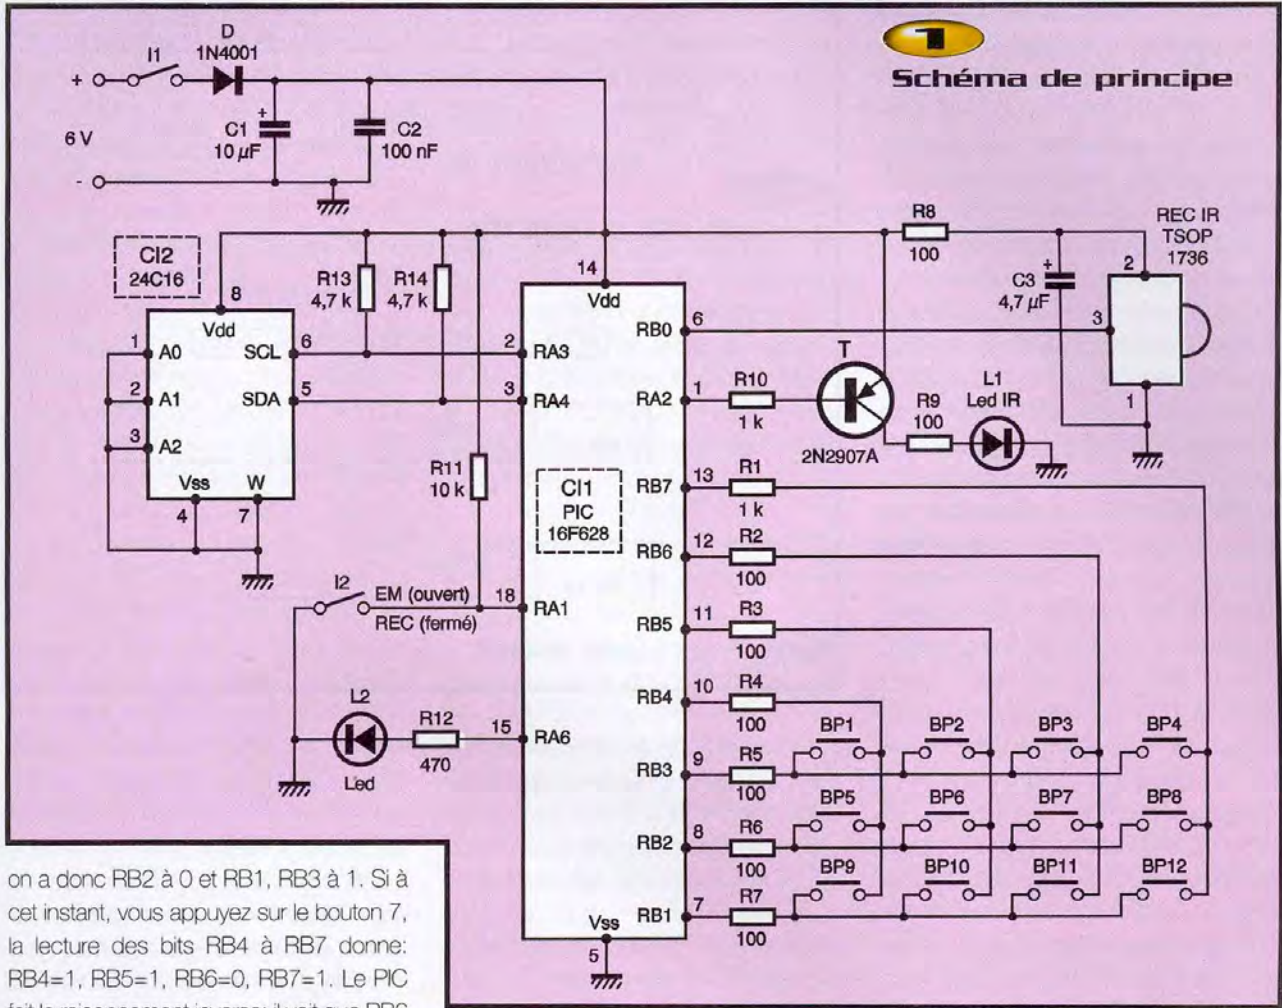 1
Schéma de principe
D
1N4001
I1
+
6 V
-
+
C1
10 µF
C2
100 nF
CI2
24C16
8
Vdd
1
A0
SCL
6
2
A1
SDA
5
3
A2
Vss
W
4
7
R13
4,7 k
R14
4,7 k
R11
10 k
14
Vdd
2
RA3
3
RA4
CI1
PIC
16F628
I2
EM (ouvert)
REC (fermé)
18
RA1
L2
Led
R12
470
15
RA6
Vss
5
RB0
6
RA2
1
R10
1 k
T
2N2907A
R8
100
+
C3
4,7 µF
REC IR
TSOP
1736
2
3
1
R9
100
L1
Led IR
RB7
13
R1
1 k
RB6
12
R2
100
RB5
11
R3
100
RB4
10
R4
100
RB3
9
R5
100
RB2
8
R6
100
RB1
7
R7
100
BP1
BP2
BP3
BP4
BP5
BP6
BP7
BP8
BP9
BP10
BP11
BP12
on a donc RB2 à 0 et RB1, RB3 à 1. Si à
cet instant, vous appuyez sur le bouton 7,
la lecture des bits RB4 à RB7 donne:
RB4=1, RB5=1, RB6=0, RB7=1. Le PIC